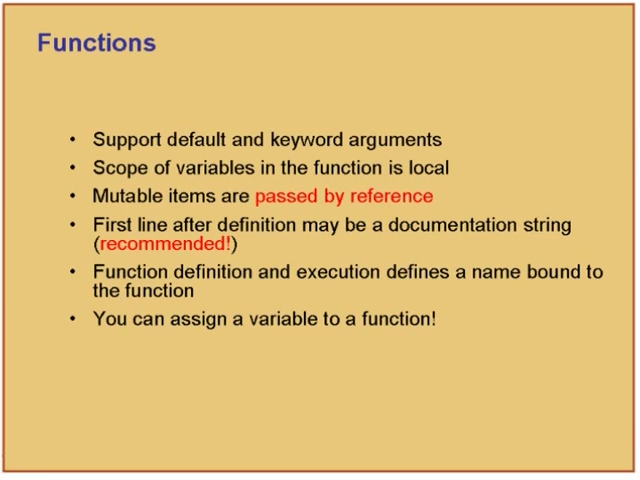 Functions
• Support default and keyword arguments
• Scope of variables in the function is local
• Mutable items are passed by reference
• First line after definition may be a documentation string
(recommended!)
• Function definition and execution defines a name bound to
the function
• You can assign a variable to a function!